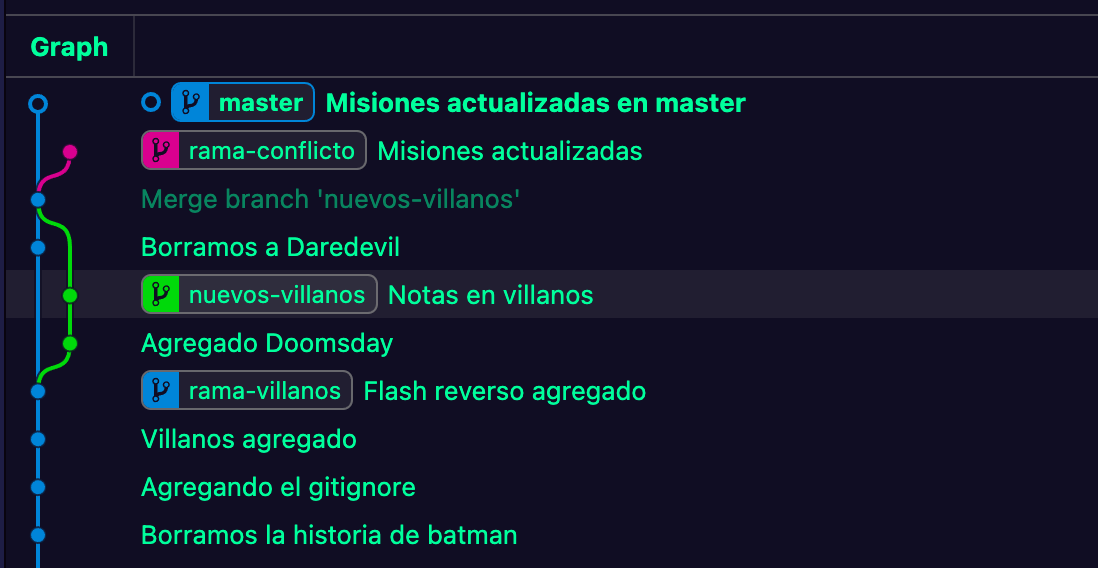 Graph
master Misiones actualizadas en master
rama-conflicto Misiones actualizadas
Merge branch 'nuevos-villanos'
Borramos a Daredevil
nuevos-villanos Notas en villanos
Agregado Doomsday
rama-villanos Flash reverso agregado
Villanos agregado
Agregando el gitignore
Borramos la historia de batman